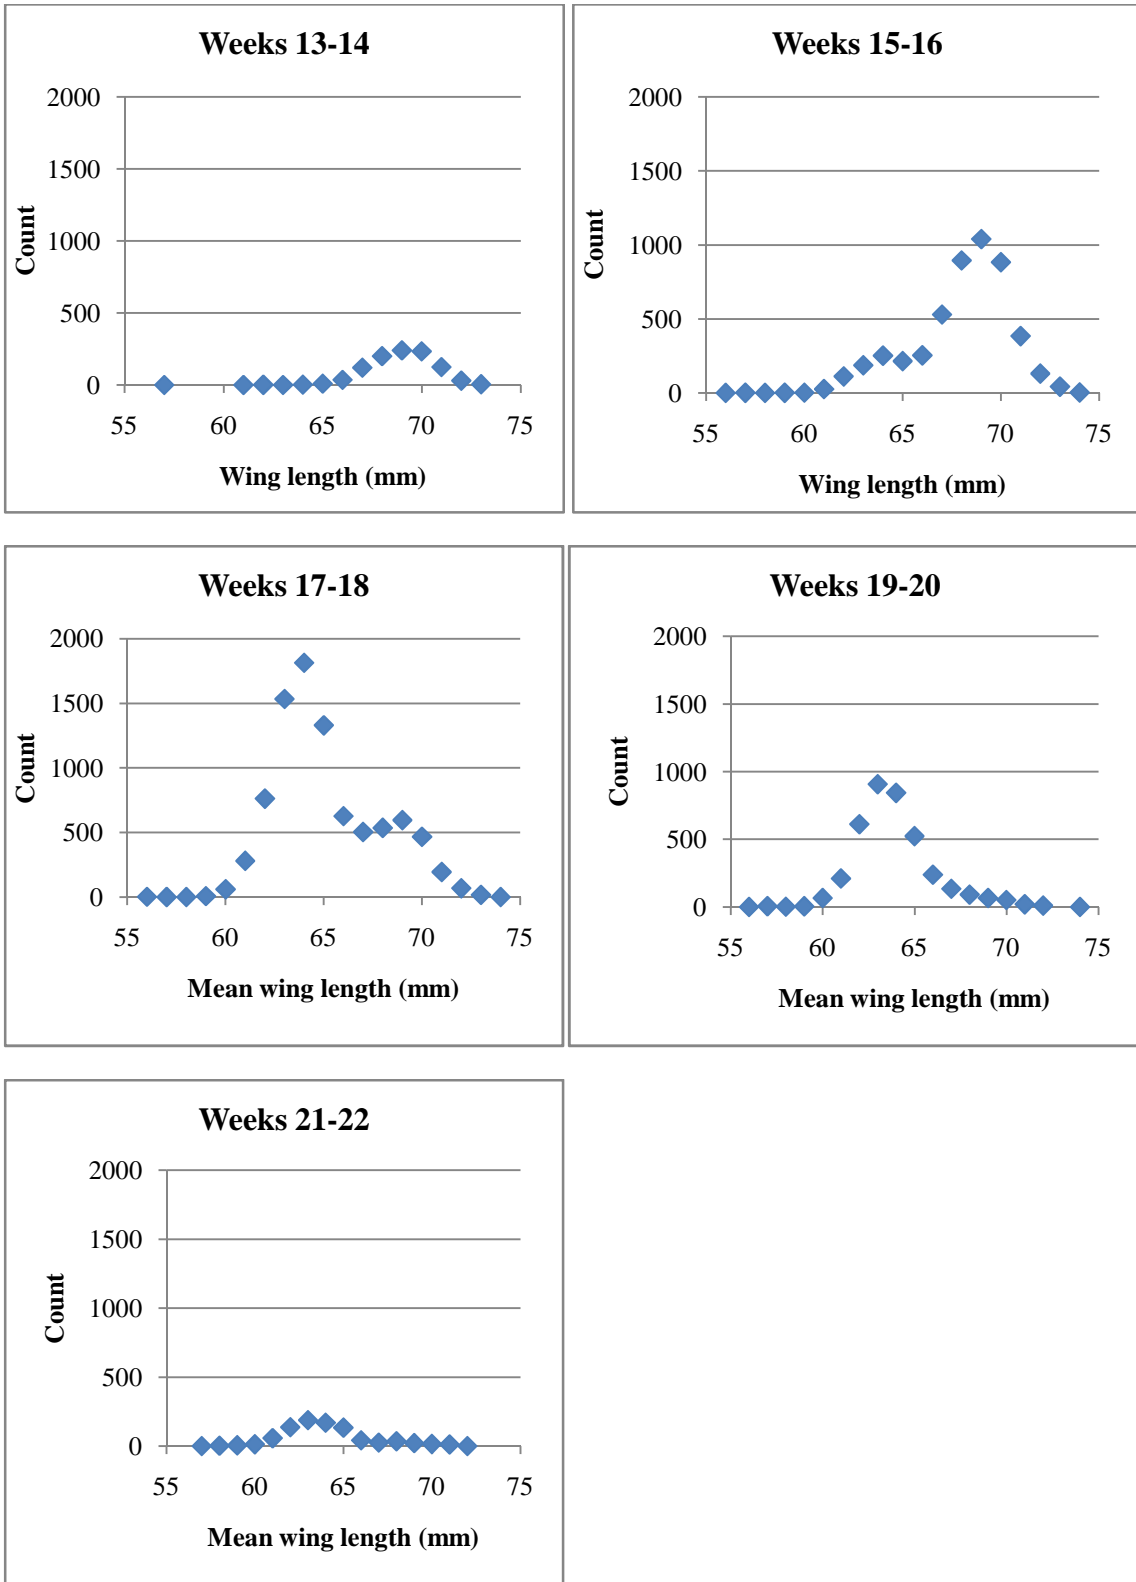 Weeks 13-14
2000
1500
1000
500
0
55 60 65 70 75
Count
Wing length (mm)
Weeks 15-16
2000
1500
1000
500
0
55 60 65 70 75
Count
Wing length (mm)
Weeks 17-18
2000
1500
1000
500
0
55 60 65 70 75
Count
Mean wing length (mm)
Weeks 19-20
2000
1500
1000
500
0
55 60 65 70 75
Count
Mean wing length (mm)
Weeks 21-22
2000
1500
1000
500
0
55 60 65 70 75
Count
Mean wing length (mm)